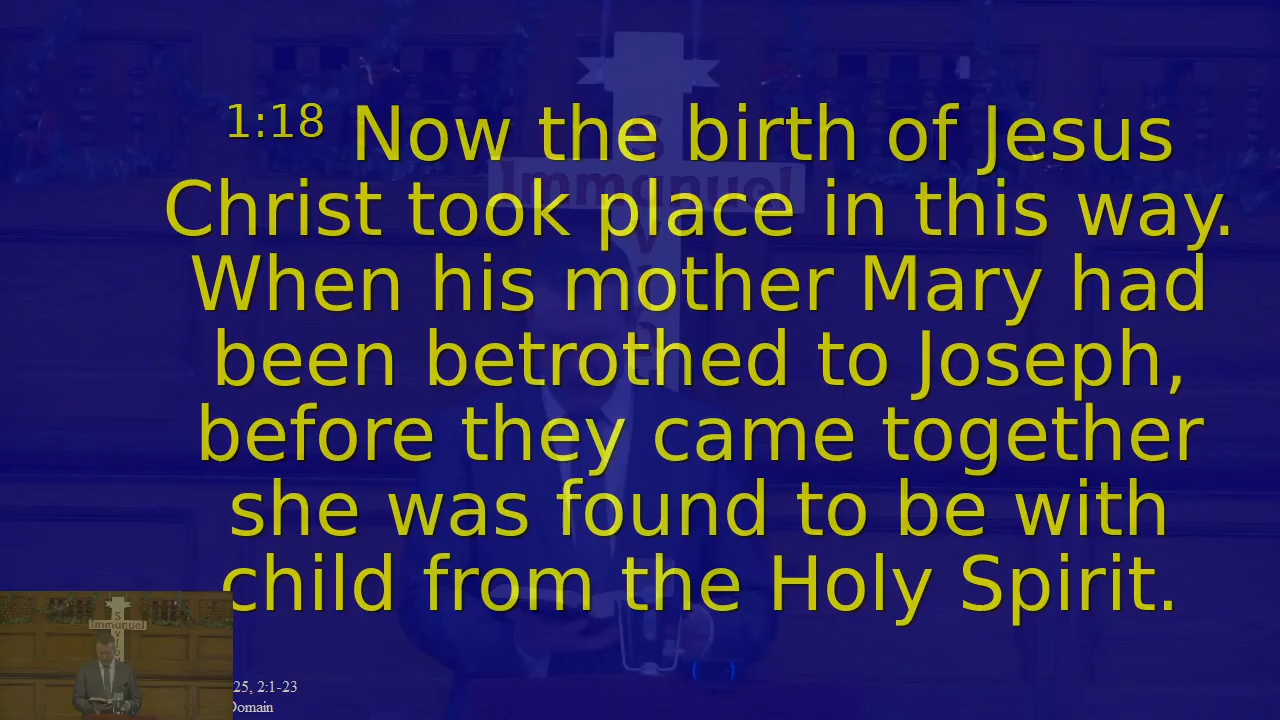 1:18 Now the birth of Jesus
Christ took place in this way.
When his mother Mary had
been betrothed to Joseph,
before they came together
she was found to be with
child from the Holy Spirit.
Immanuel
Immanuel
25, 2:1-23
Domain